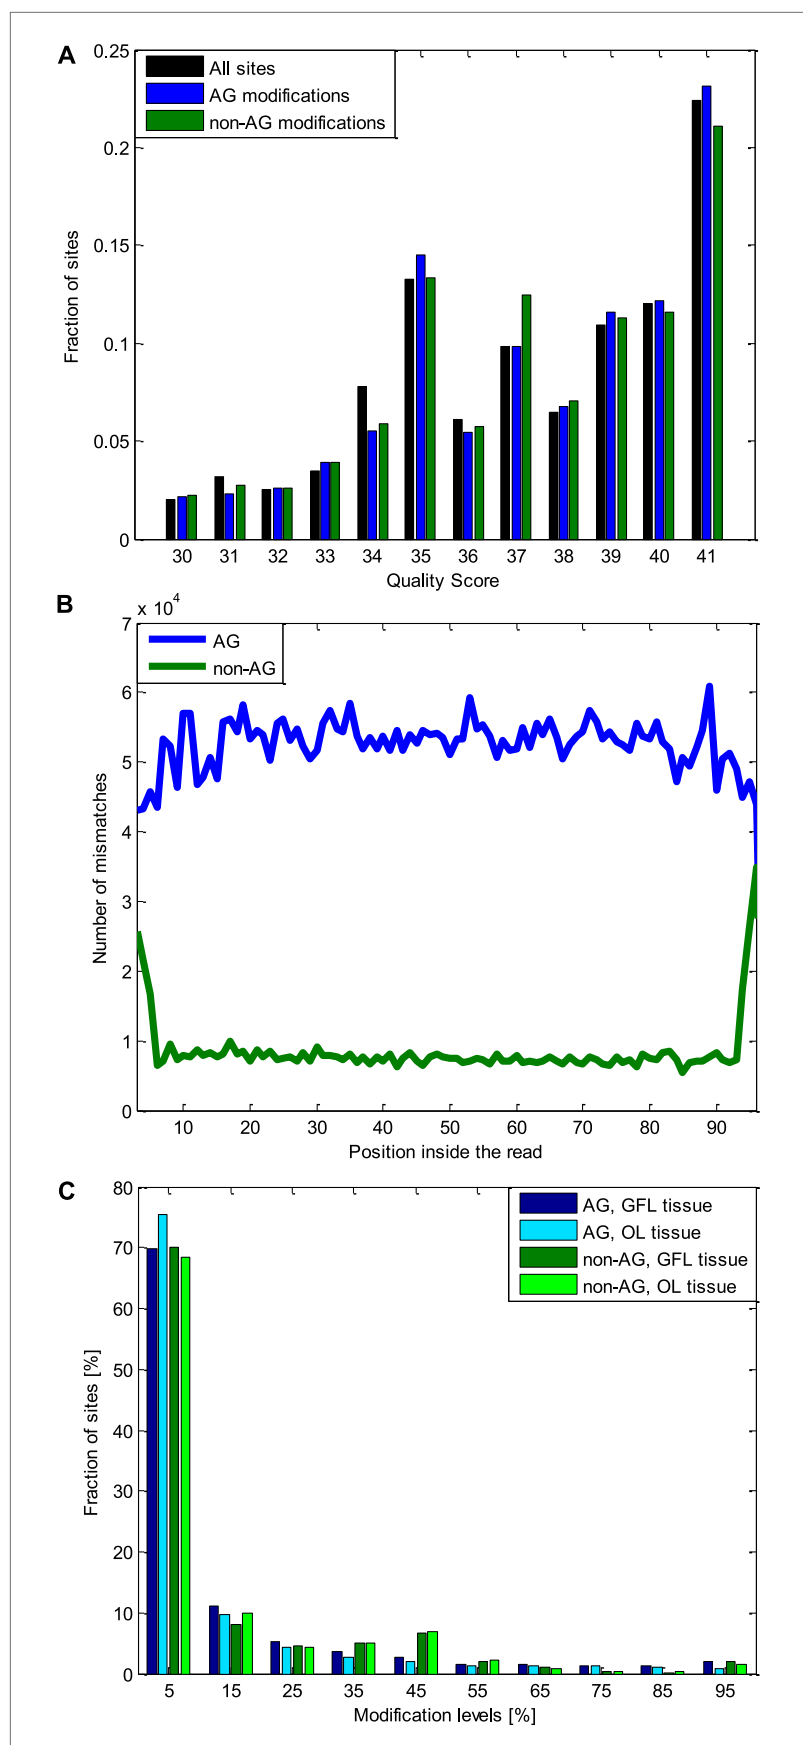 A
0.25
0.2
0.15
0.1
0.05
0
Fraction of sites
All sites
AG modifications
non-AG modifications
30 31 32 33 34 35 36 37 38 39 40 41
Quality Score
B
x 10^4
7
6
5
4
3
2
1
0
Number of mismatches
AG
non-AG
10 20 30 40 50 60 70 80 90
Position inside the read
C
80
70
60
50
40
30
20
10
0
Fraction of sites [%]
AG, GFL tissue
AG, OL tissue
non-AG, GFL tissue
non-AG, OL tissue
5 15 25 35 45 55 65 75 85 95
Modification levels [%]